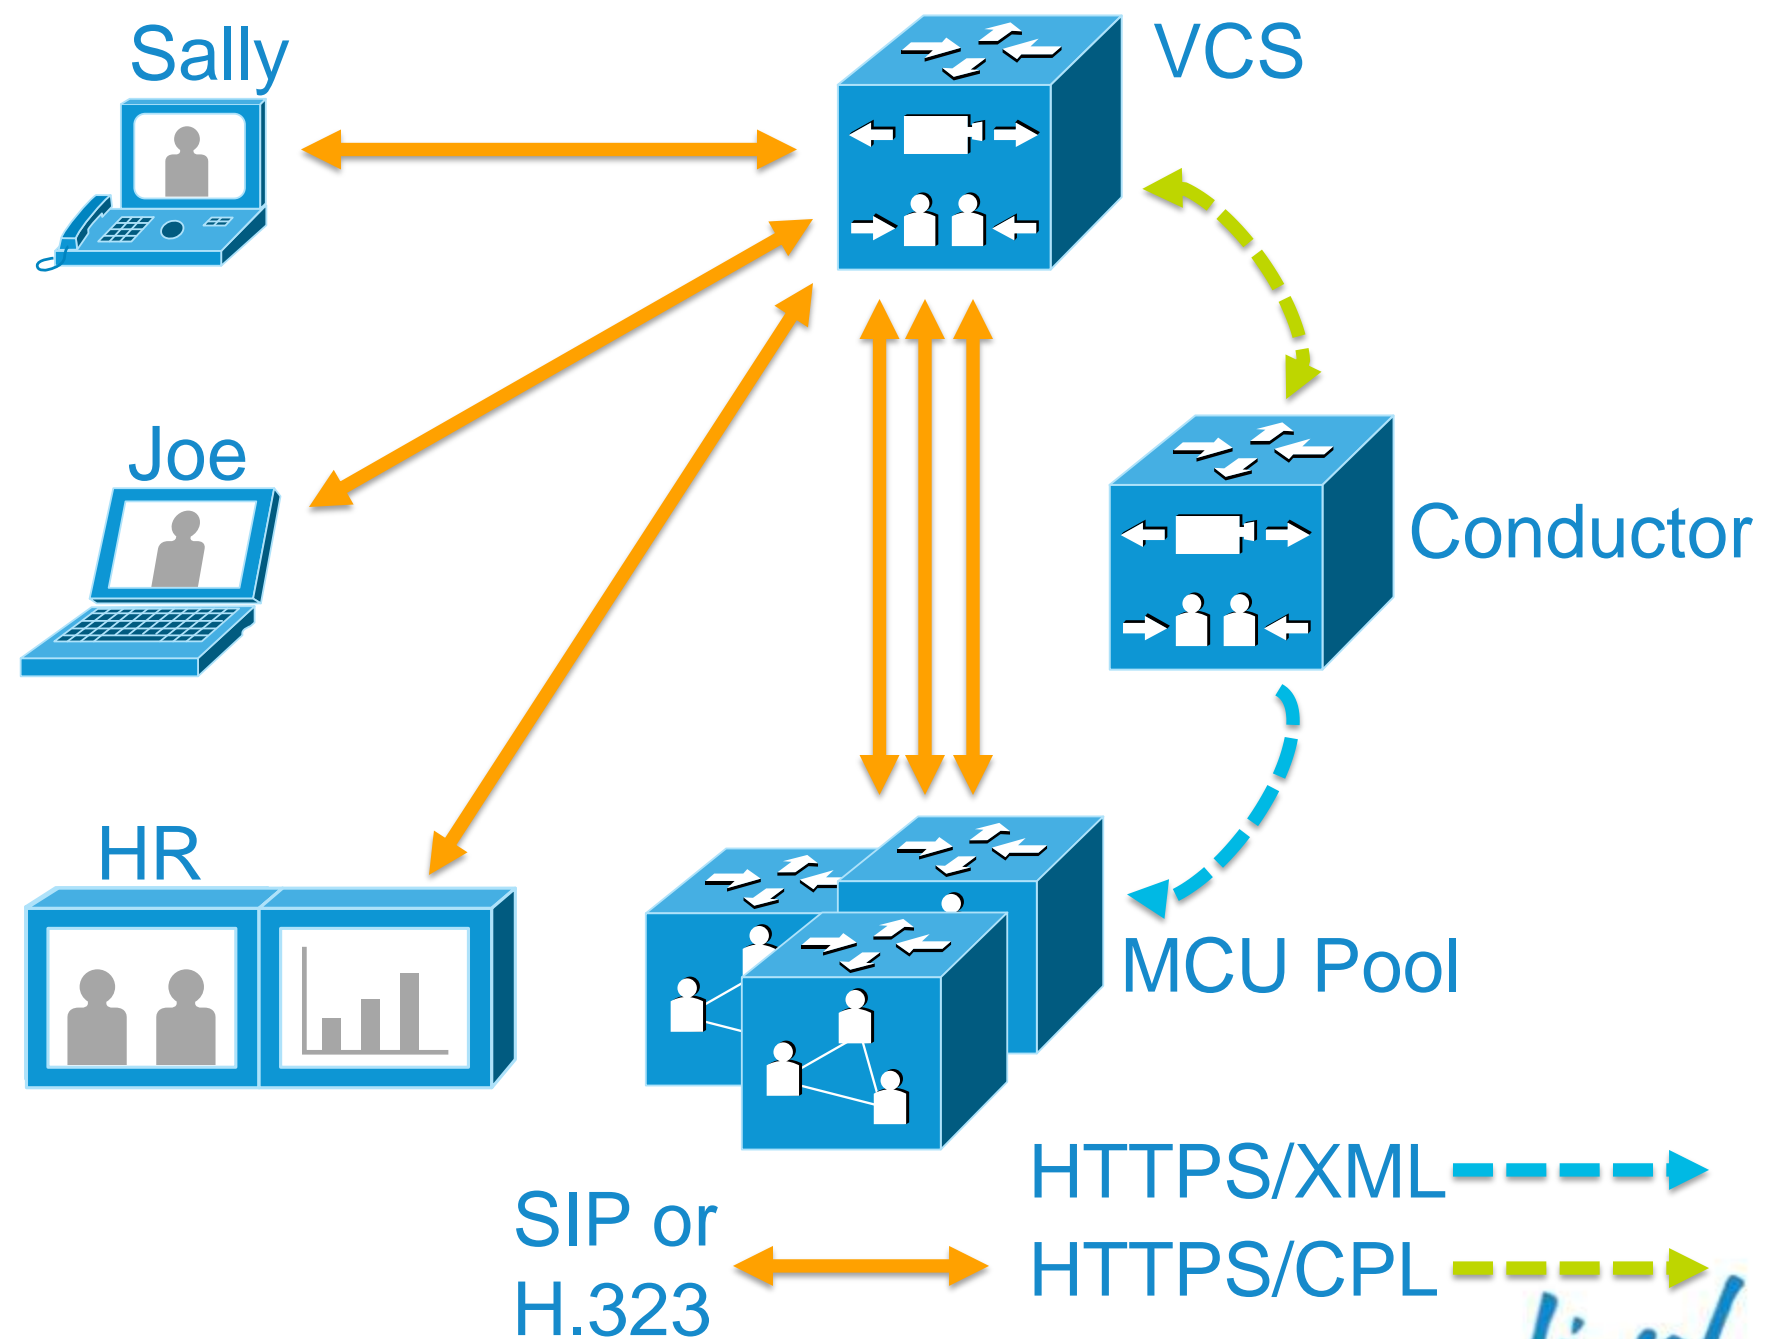 Sally
VCS
Joe
Conductor
HR
MCU Pool
HTTPS/XML
SIP or
H.323
HTTPS/CPL